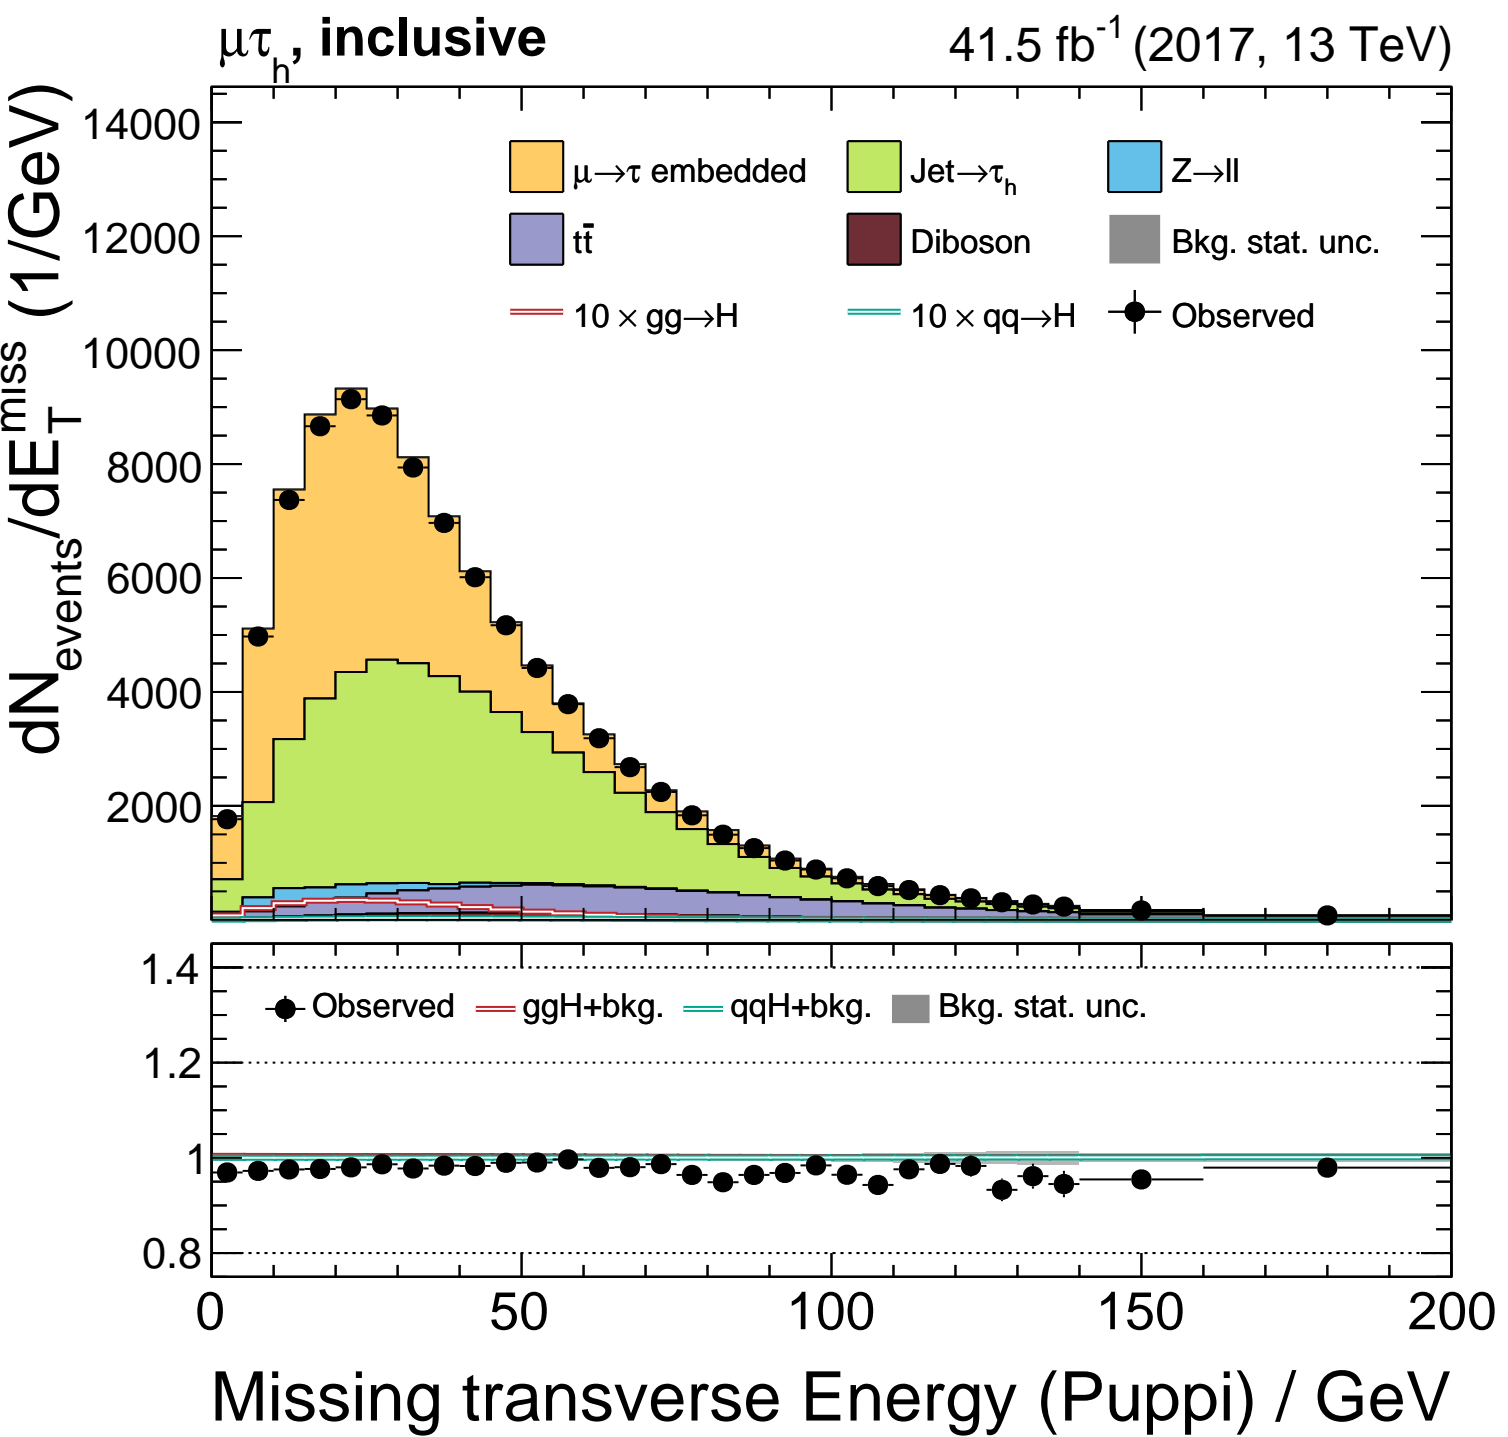 μτh, inclusive
41.5 fb-1 (2017, 13 TeV)
dNevents/dETmiss (1/GeV)
14000
12000
10000
8000
6000
4000
2000
μ→τ embedded
Jet→τh
Z→ll
tt̄
Diboson
Bkg. stat. unc.
10 × gg→H
10 × qq→H
Observed
1.4
1.2
1
0.8
Observed
ggH+bkg.
qqH+bkg.
Bkg. stat. unc.
0
50
100
150
200
Missing transverse Energy (Puppi) / GeV